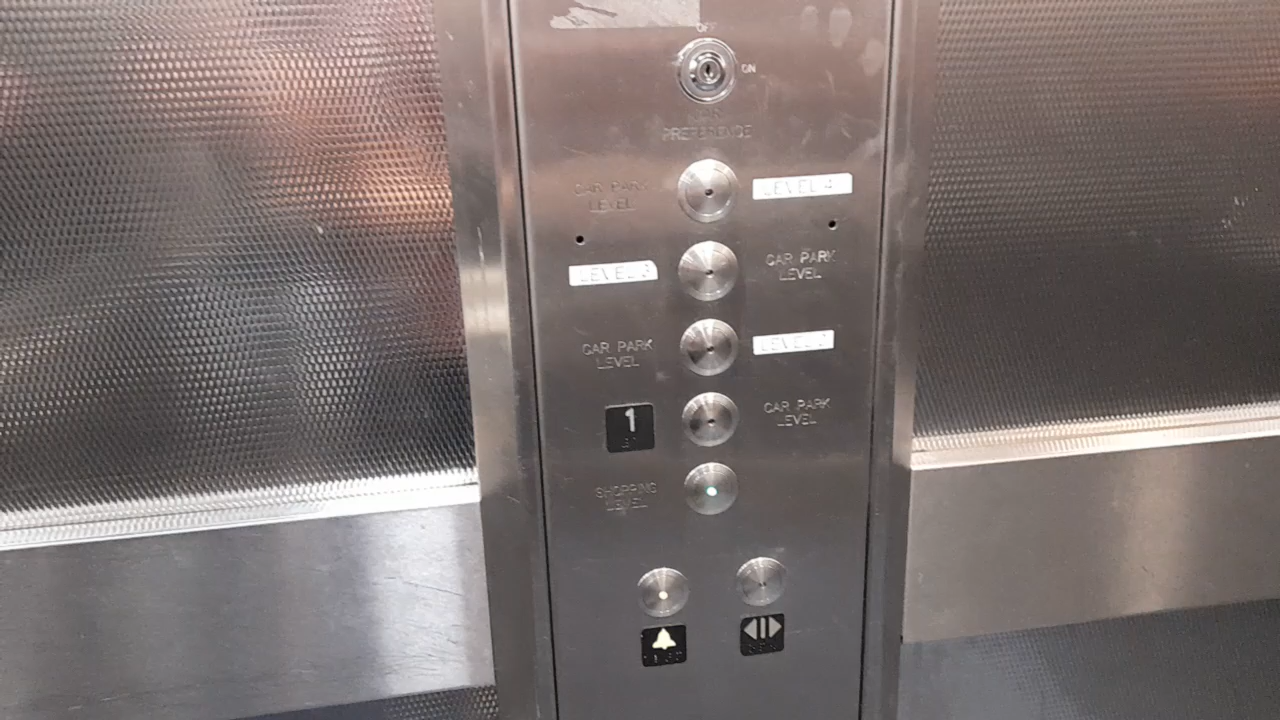 OFF
ON
CAR
PREFERENCE
CAR PARK
LEVEL
LEVEL 4
LEVEL 3
CAR PARK
LEVEL
CAR PARK
LEVEL
LEVEL 2
1
CAR PARK
LEVEL
SHOPPING
LEVEL